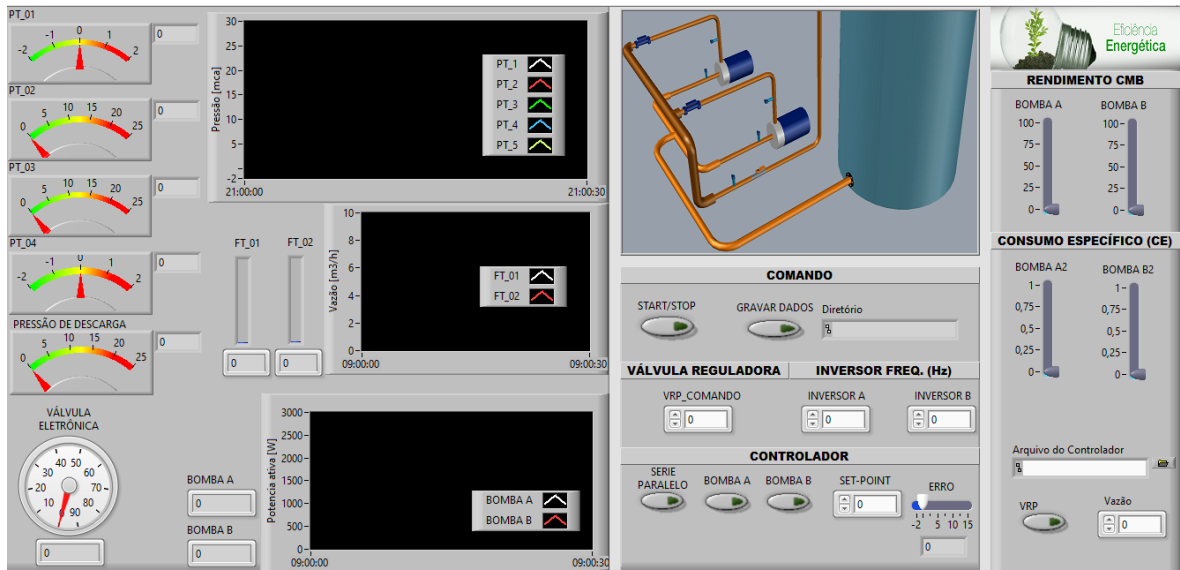 PT_01
-2 -1 0 1 2
0
PT_02
0 5 10 15 20 25
0
PT_03
0 5 10 15 20 25
0
PT_04
-2 -1 0 1 2
0
PRESSÃO DE DESCARGA
0 5 10 15 20 25
0
VÁLVULA
ELETRÔNICA
0 10 20 30 40 50 60 70 80 90
0
BOMBA A
0
BOMBA B
0
FT_01
0
FT_02
0
Pressão [mca]
30
25
20
15
10
5
-2
21:00:00
21:00:30
PT_1
PT_2
PT_3
PT_4
PT_5
Vazão [m3/h]
10
8
6
4
2
0
09:00:00
09:00:30
FT_01
FT_02
Potencia ativa [W]
3000
2500
2000
1500
1000
500
0
09:00:00
09:00:30
BOMBA A
BOMBA B
COMANDO
START/STOP
GRAVAR DADOS
Diretório
VÁLVULA REGULADORA
INVERSOR FREQ. (Hz)
VRP_COMANDO
0
INVERSOR A
0
INVERSOR B
0
CONTROLADOR
SERIE
PARALELO
BOMBA A
BOMBA B
SET-POINT
0
ERRO
-2 5 10 15
0
Eficiência
Energética
RENDIMENTO CMB
BOMBA A
100
75
50
25
0
BOMBA B
100
75
50
25
0
CONSUMO ESPECÍFICO (CE)
BOMBA A2
1
0,75
0,5
0,25
0
BOMBA B2
1
0,75
0,5
0,25
0
Arquivo do Controlador
VRP
Vazão
0